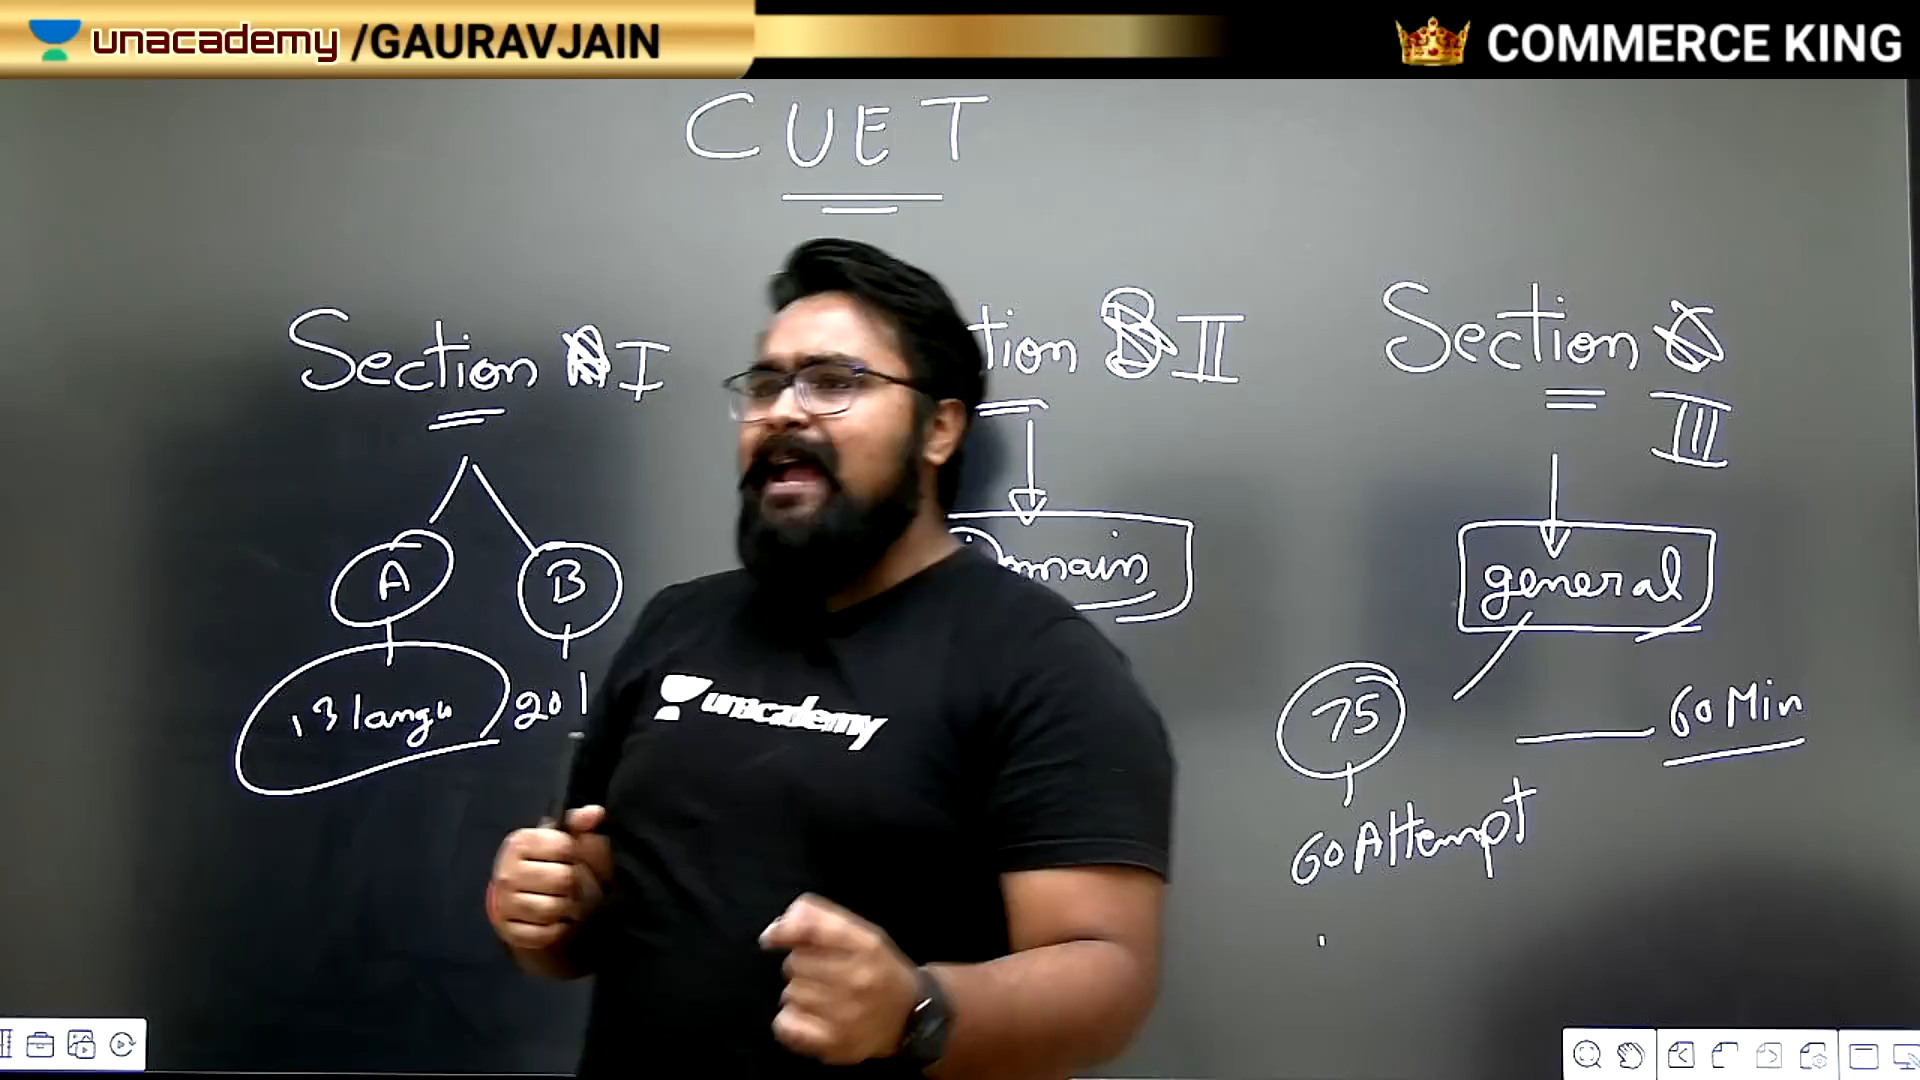 unacademy /GAURAVJAIN
COMMERCE KING
CUET
Section I
tion II
Section III
A
B
main
general
13 langu
20 l
75
60 Min
60 Attempt
unacademy